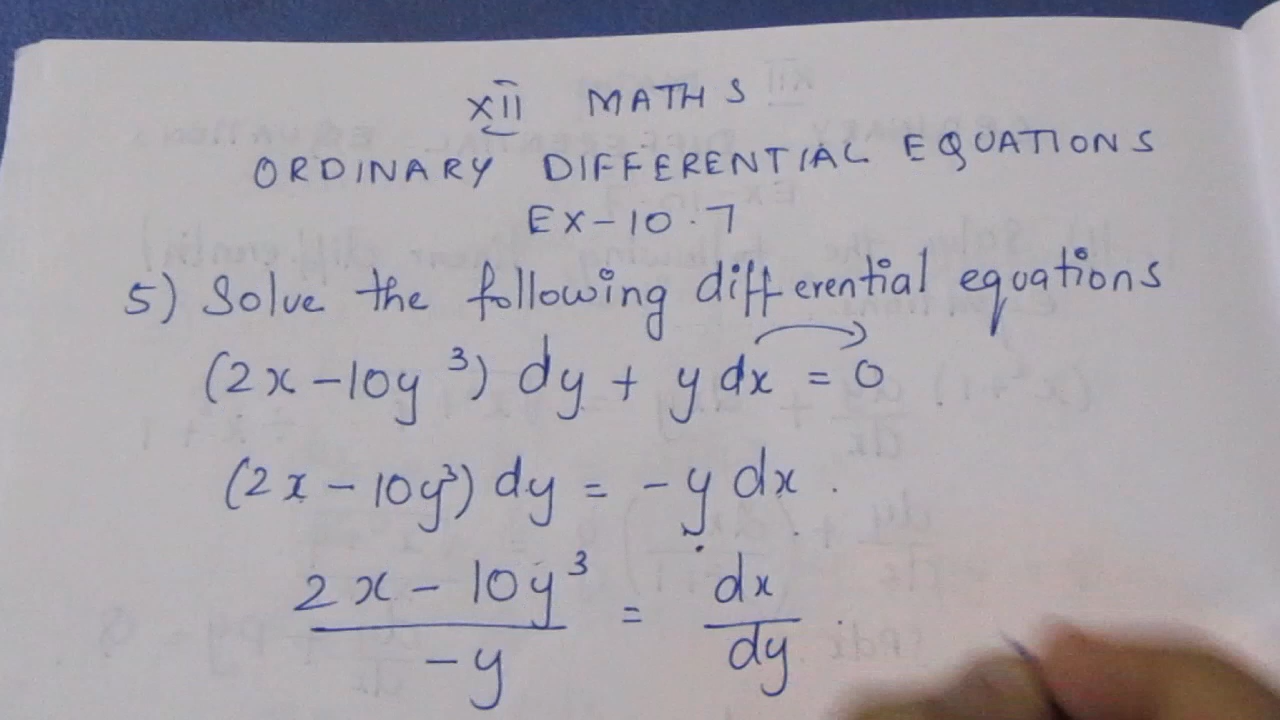 XII MATHS
ORDINARY DIFFERENTIAL EQUATIONS
EX-10.7
5) Solve the following differential equations
(2x - 10y³) dy + y dx = 0
(2x - 10y³) dy = -y dx.
2x - 10y³ / -y = dx / dy